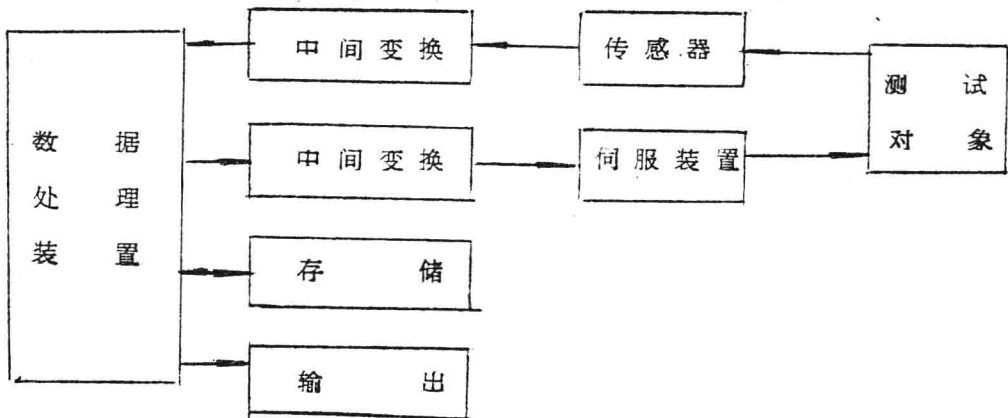 中间变换
传感器
测试
对象
数据
处理
装置
中间变换
伺服装置
存储
输出